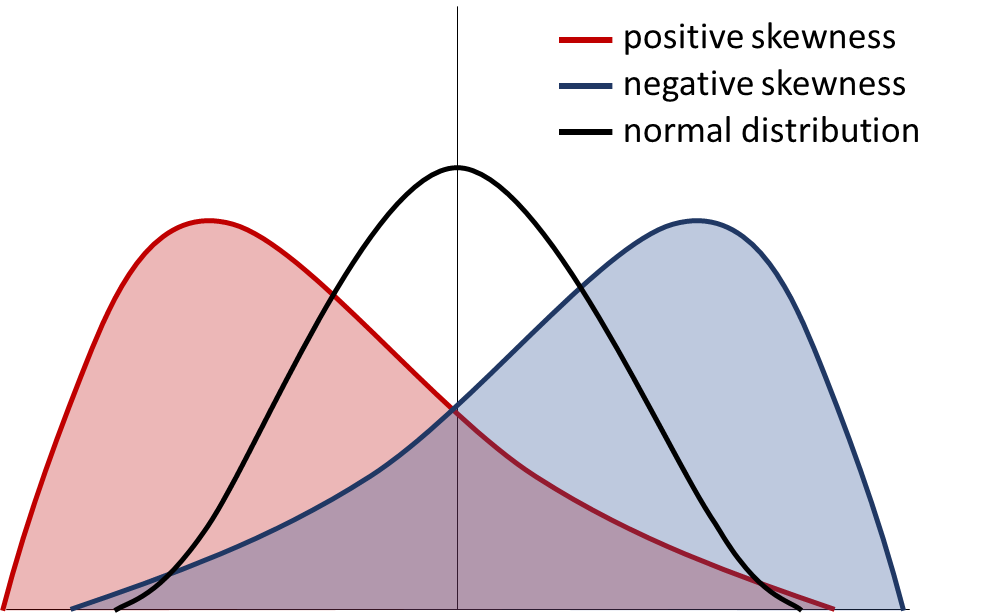 positive skewness
negative skewness
normal distribution